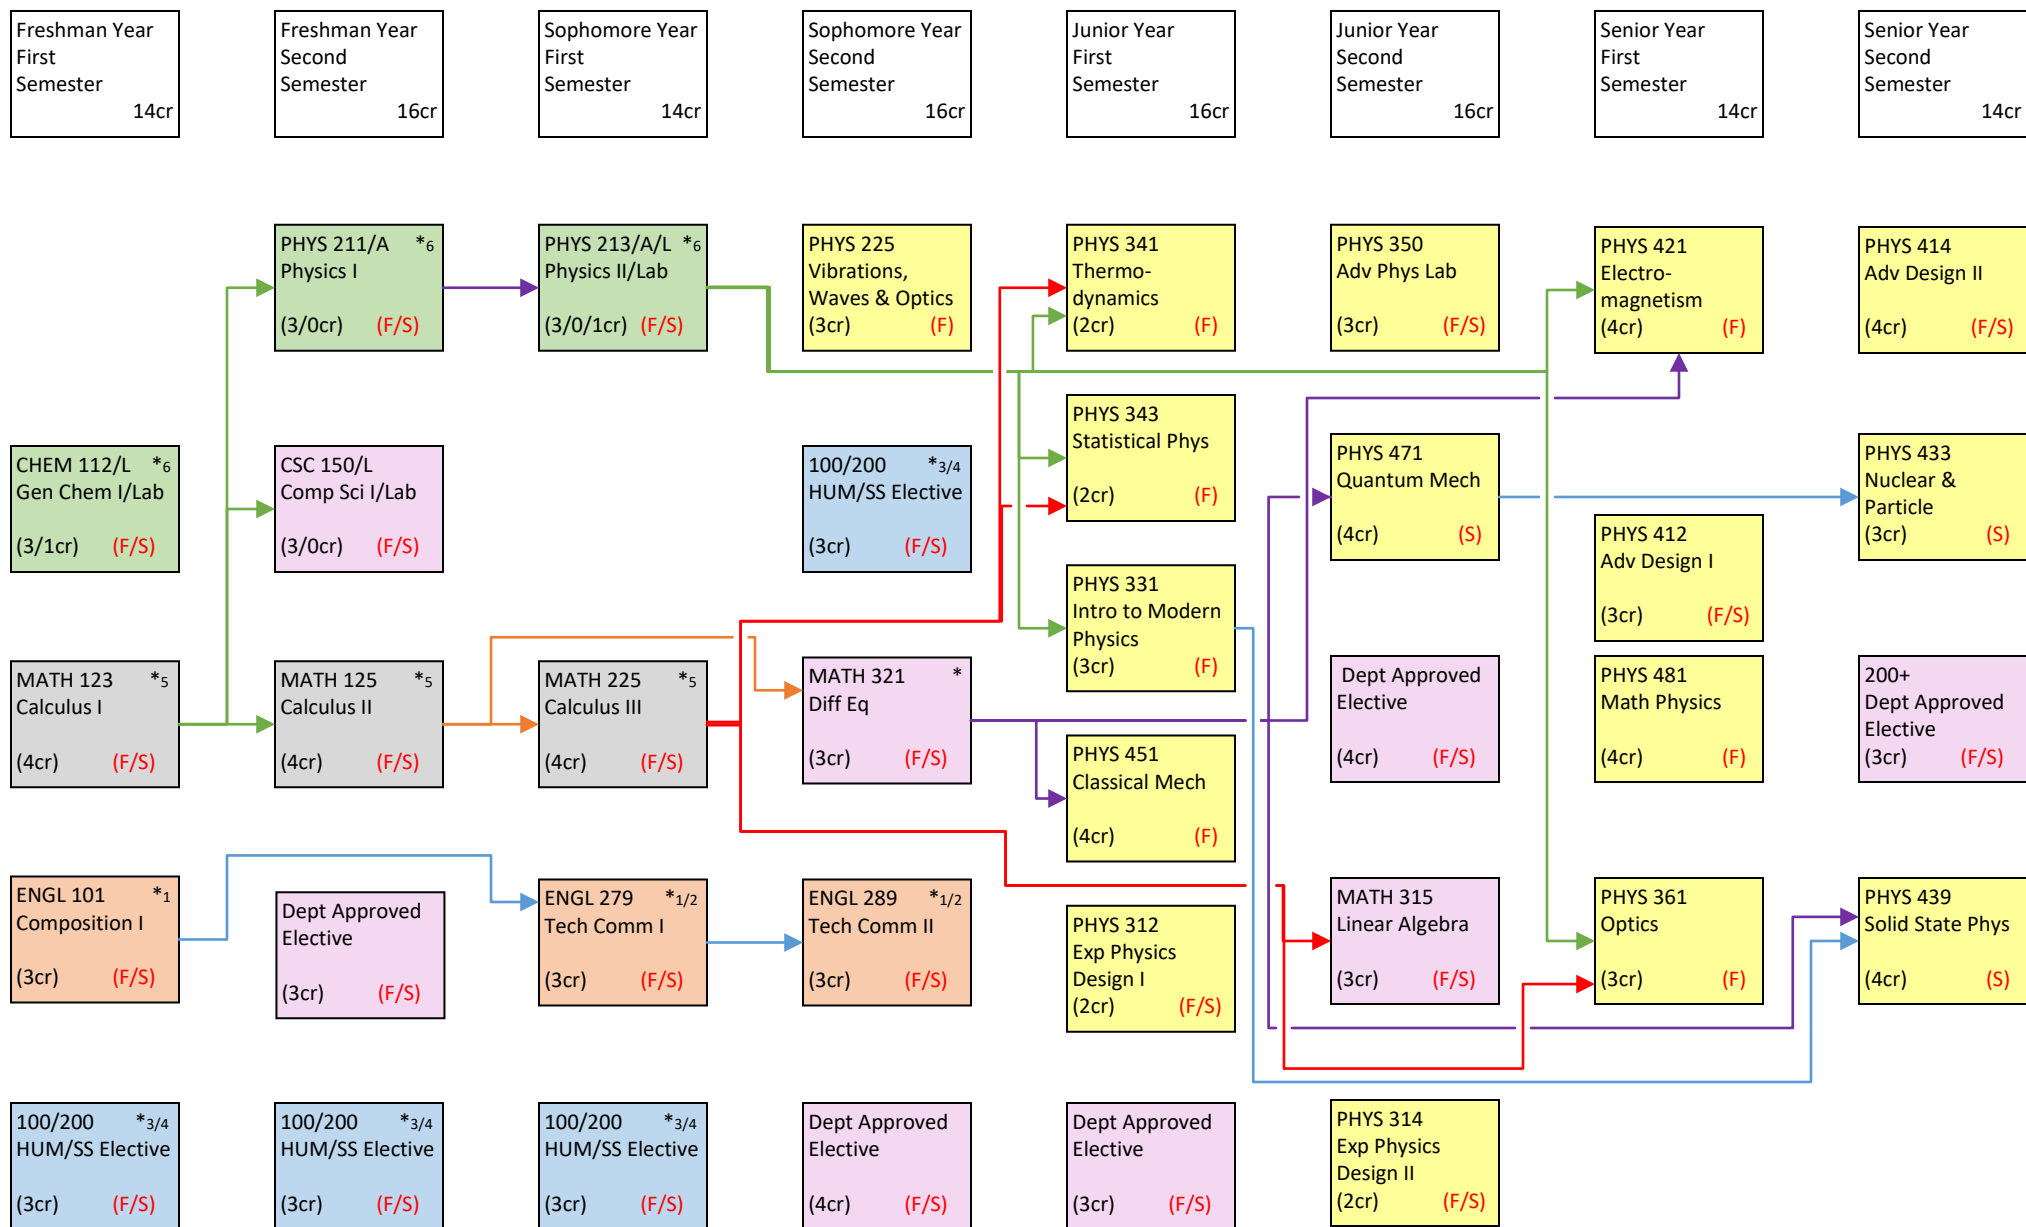 Freshman Year
First
Semester
14cr
Freshman Year
Second
Semester
16cr
Sophomore Year
First
Semester
14cr
Sophomore Year
Second
Semester
16cr
Junior Year
First
Semester
16cr
Junior Year
Second
Semester
16cr
Senior Year
First
Semester
14cr
Senior Year
Second
Semester
14cr
PHYS 211/A *6
Physics I
(3/0cr) (F/S)
PHYS 213/A/L *6
Physics II/Lab
(3/0/1cr) (F/S)
PHYS 225
Vibrations,
Waves & Optics
(3cr) (F)
PHYS 341
Thermo-
dynamics
(2cr) (F)
PHYS 350
Adv Phys Lab
(3cr) (F/S)
PHYS 421
Electro-
magnetism
(4cr) (F)
PHYS 414
Adv Design II
(4cr) (F/S)
CHEM 112/L *6
Gen Chem I/Lab
(3/1cr) (F/S)
CSC 150/L
Comp Sci I/Lab
(3/0cr) (F/S)
100/200 *3/4
HUM/SS Elective
(3cr) (F/S)
PHYS 343
Statistical Phys
(2cr) (F)
PHYS 471
Quantum Mech
(4cr) (S)
PHYS 412
Adv Design I
(3cr) (F/S)
PHYS 433
Nuclear &
Particle
(3cr) (S)
PHYS 331
Intro to Modern
Physics
(3cr) (F)
MATH 123 *5
Calculus I
(4cr) (F/S)
MATH 125 *5
Calculus II
(4cr) (F/S)
MATH 225 *5
Calculus III
(4cr) (F/S)
MATH 321 *
Diff Eq
(3cr) (F/S)
PHYS 451
Classical Mech
(4cr) (F)
Dept Approved
Elective
(4cr) (F/S)
PHYS 481
Math Physics
(4cr) (F)
200+
Dept Approved
Elective
(3cr) (F/S)
ENGL 101 *1
Composition I
(3cr) (F/S)
Dept Approved
Elective
(3cr) (F/S)
ENGL 279 *1/2
Tech Comm I
(3cr) (F/S)
ENGL 289 *1/2
Tech Comm II
(3cr) (F/S)
PHYS 312
Exp Physics
Design I
(2cr) (F/S)
MATH 315
Linear Algebra
(3cr) (F/S)
PHYS 361
Optics
(3cr) (F)
PHYS 439
Solid State Phys
(4cr) (S)
100/200 *3/4
HUM/SS Elective
(3cr) (F/S)
100/200 *3/4
HUM/SS Elective
(3cr) (F/S)
100/200 *3/4
HUM/SS Elective
(3cr) (F/S)
Dept Approved
Elective
(4cr) (F/S)
Dept Approved
Elective
(3cr) (F/S)
PHYS 314
Exp Physics
Design II
(2cr) (F/S)